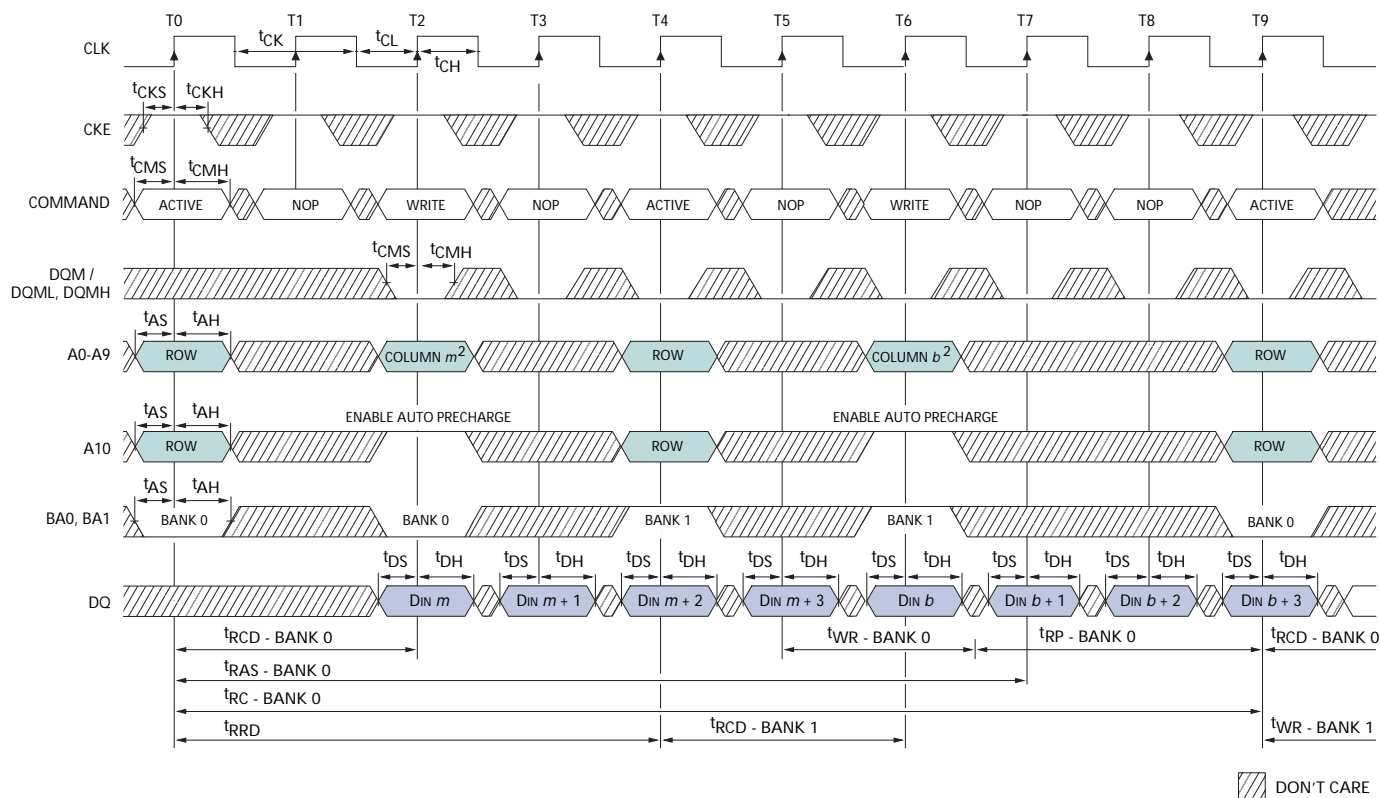 T0 T1 T2 T3 T4 T5 T6 T7 T8 T9
CLK tCK tCL tCH
tCKS tCKH
CKE
tCMS tCMH
COMMAND ACTIVE NOP WRITE NOP ACTIVE NOP WRITE NOP NOP ACTIVE
tCMS tCMH
DQM /
DQML, DQMH
tAS tAH
A0-A9 ROW COLUMN m2 ROW COLUMN b2 ROW
tAS tAH ENABLE AUTO PRECHARGE ENABLE AUTO PRECHARGE
A10 ROW ROW ROW
tAS tAH
BA0, BA1 BANK 0 BANK 0 BANK 1 BANK 1 BANK 0
tDS tDH tDS tDH tDS tDH tDS tDH tDS tDH tDS tDH tDS tDH tDS tDH
DQ DIN m DIN m + 1 DIN m + 2 DIN m + 3 DIN b DIN b + 1 DIN b + 2 DIN b + 3
tRCD - BANK 0 tWR - BANK 0 tRP - BANK 0 tRCD - BANK 0
tRAS - BANK 0
tRC - BANK 0
tRRD tRCD - BANK 1 tWR - BANK 1
DON'T CARE